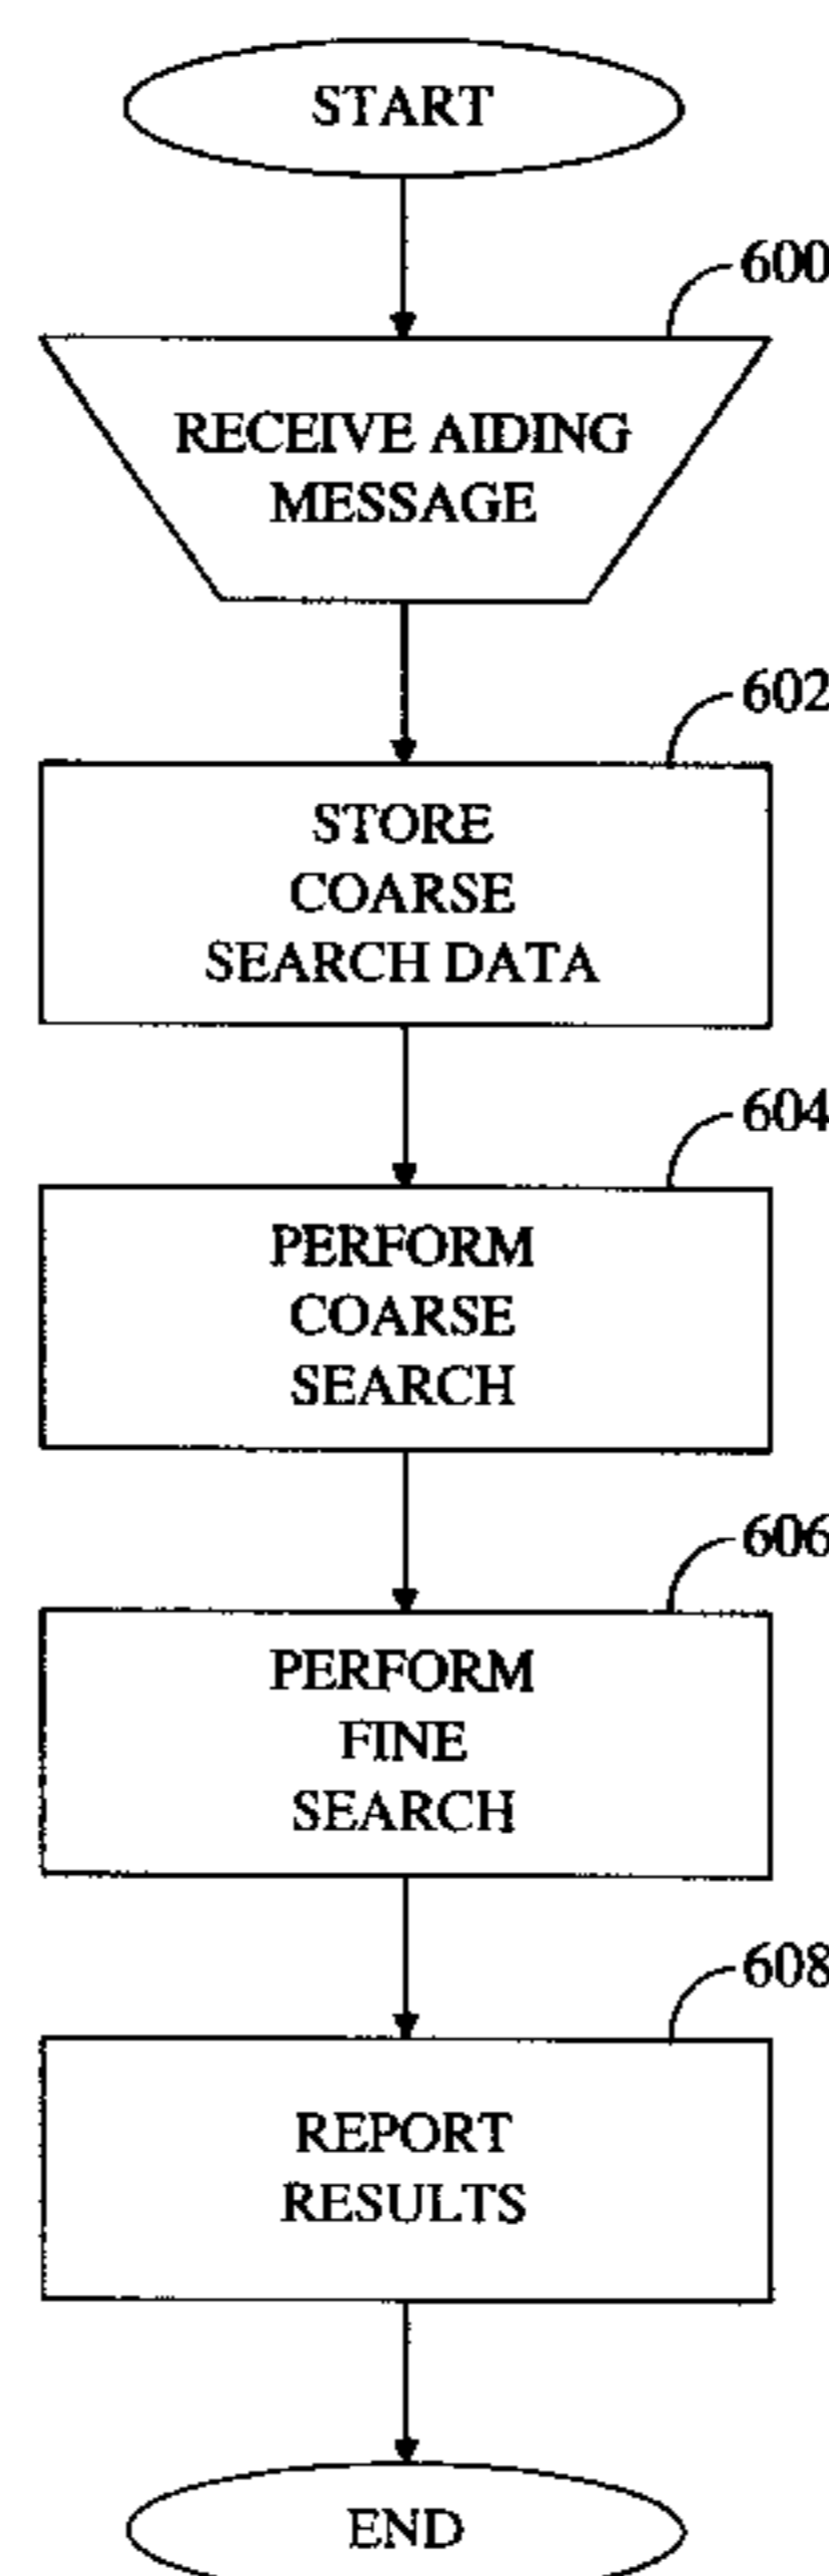 START
600
RECEIVE AIDING
MESSAGE
602
STORE
COARSE
SEARCH DATA
604
PERFORM
COARSE
SEARCH
606
PERFORM
FINE
SEARCH
608
REPORT
RESULTS
END